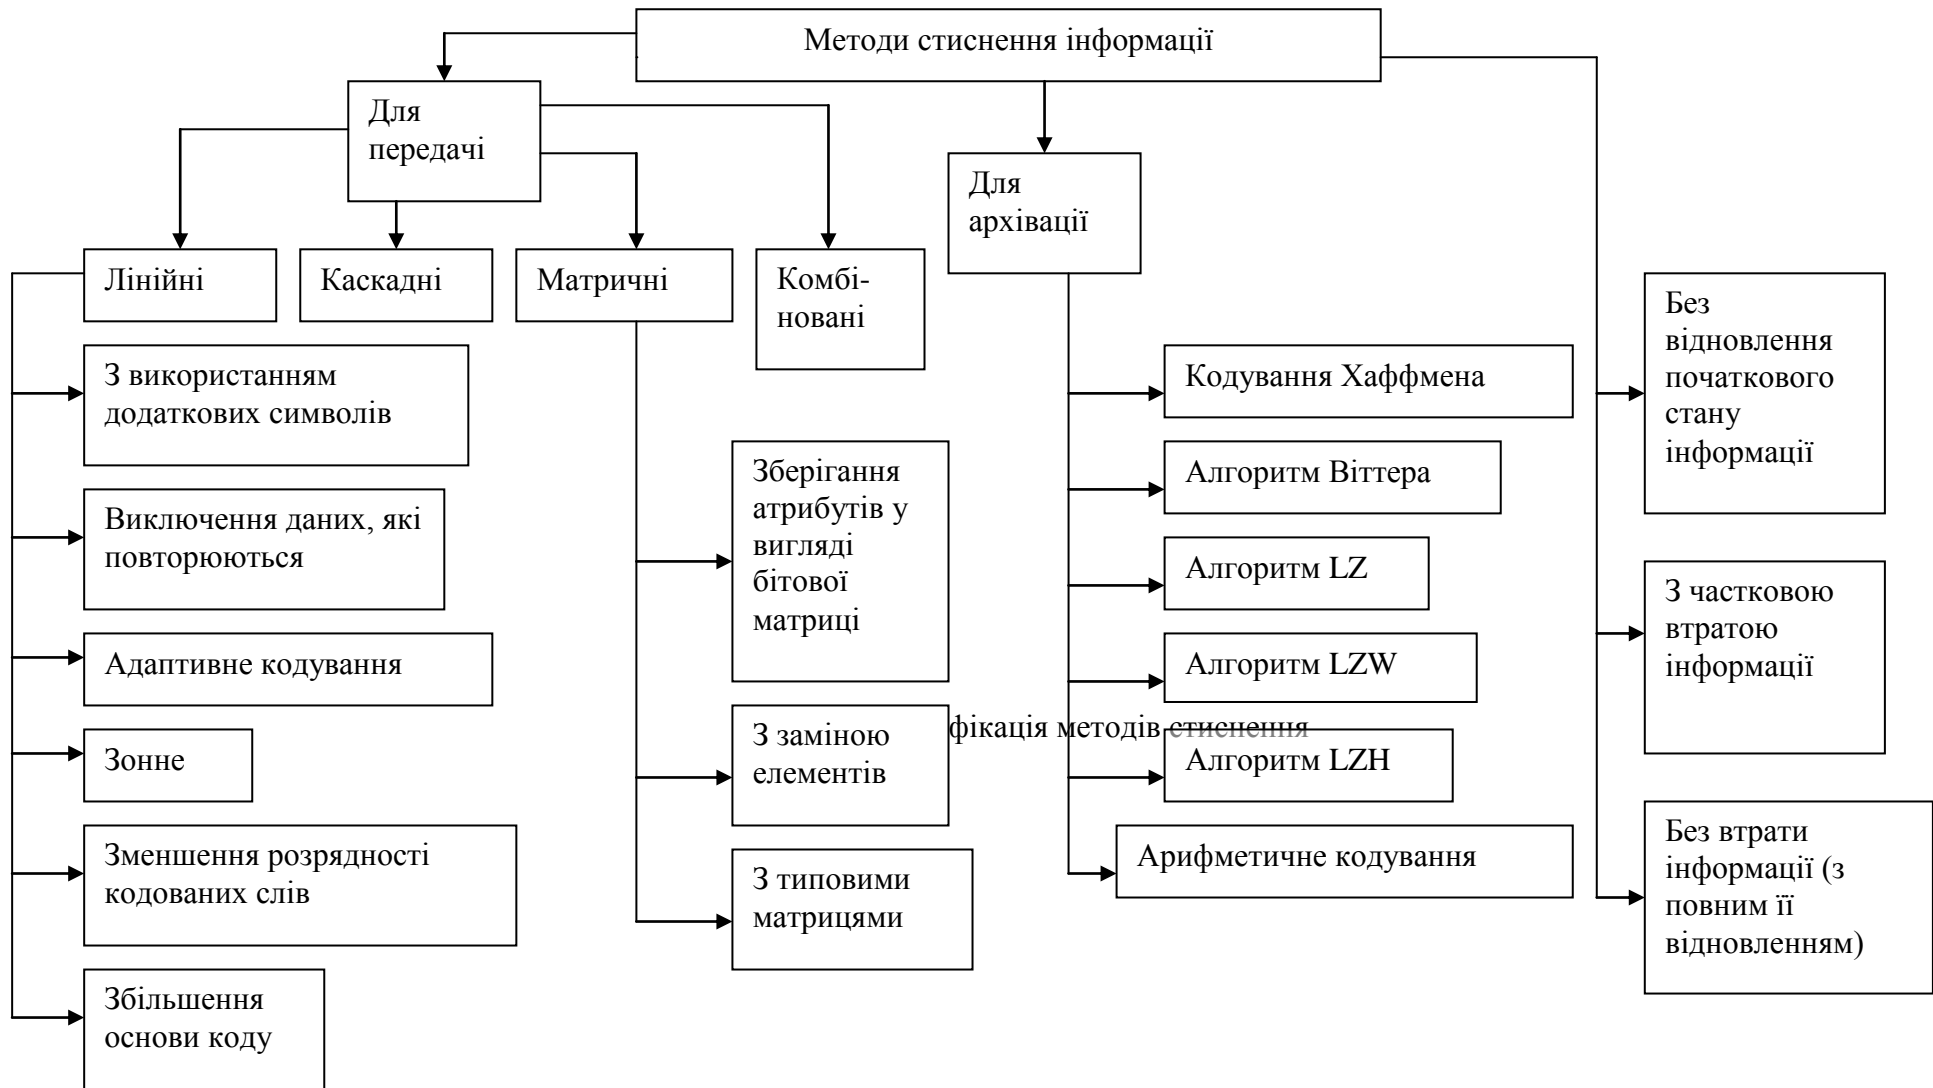 Методи стиснення інформації
Для
передачі
Для
архівації
Лінійні
Каскадні
Матричні
Комбі-
новані
З використанням
додаткових символів
Виключення даних, які
повторюються
Адаптивне кодування
Зонне
Зменшення розрядності
кодованих слів
Збільшення
основи коду
Зберігання
атрибутів у
вигляді
бітової
матриці
З заміною
елементів
З типовими
матрицями
фікація методів стиснення
Кодування Хаффмена
Алгоритм Віттера
Алгоритм LZ
Алгоритм LZW
Алгоритм LZH
Арифметичне кодування
Без
відновлення
початкового
стану
інформації
З частковою
втратою
інформації
Без втрати
інформації (з
повним її
відновленням)